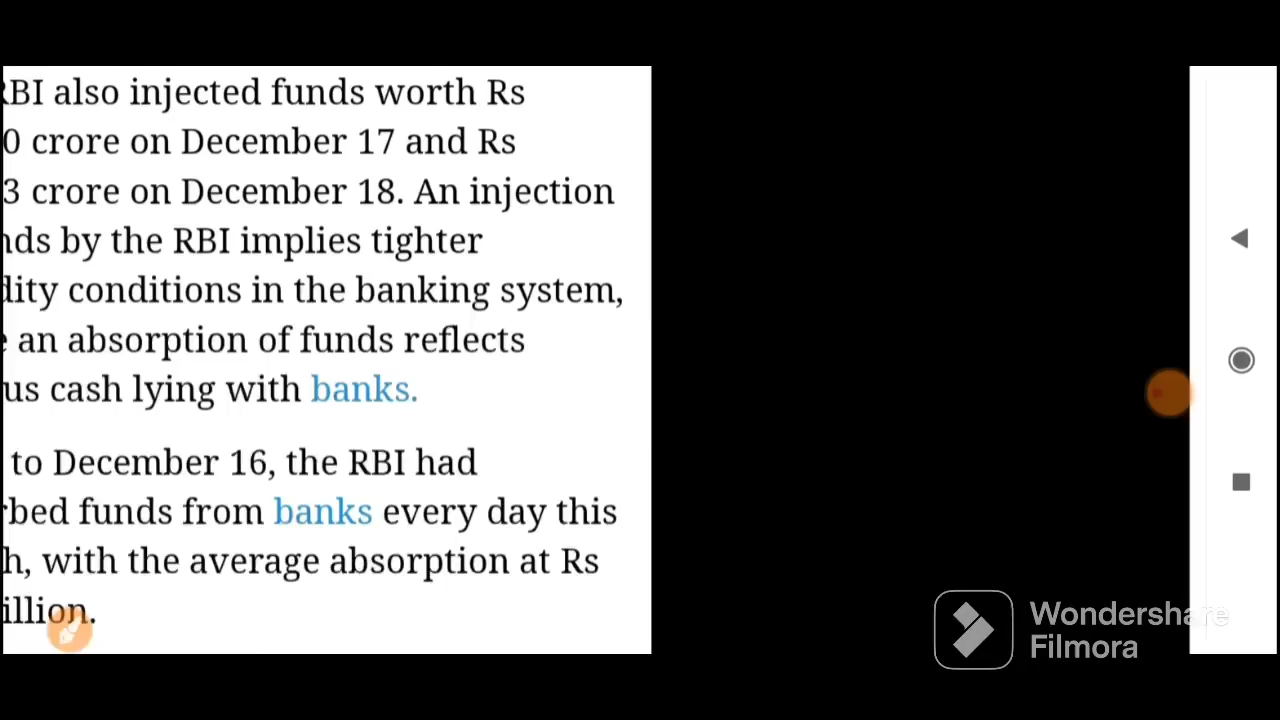 RBI also injected funds worth Rs
0 crore on December 17 and Rs
3 crore on December 18. An injection
nds by the RBI implies tighter
dity conditions in the banking system,
e an absorption of funds reflects
us cash lying with banks.
to December 16, the RBI had
rbed funds from banks every day this
h, with the average absorption at Rs
illion.
Wondershare
Filmora